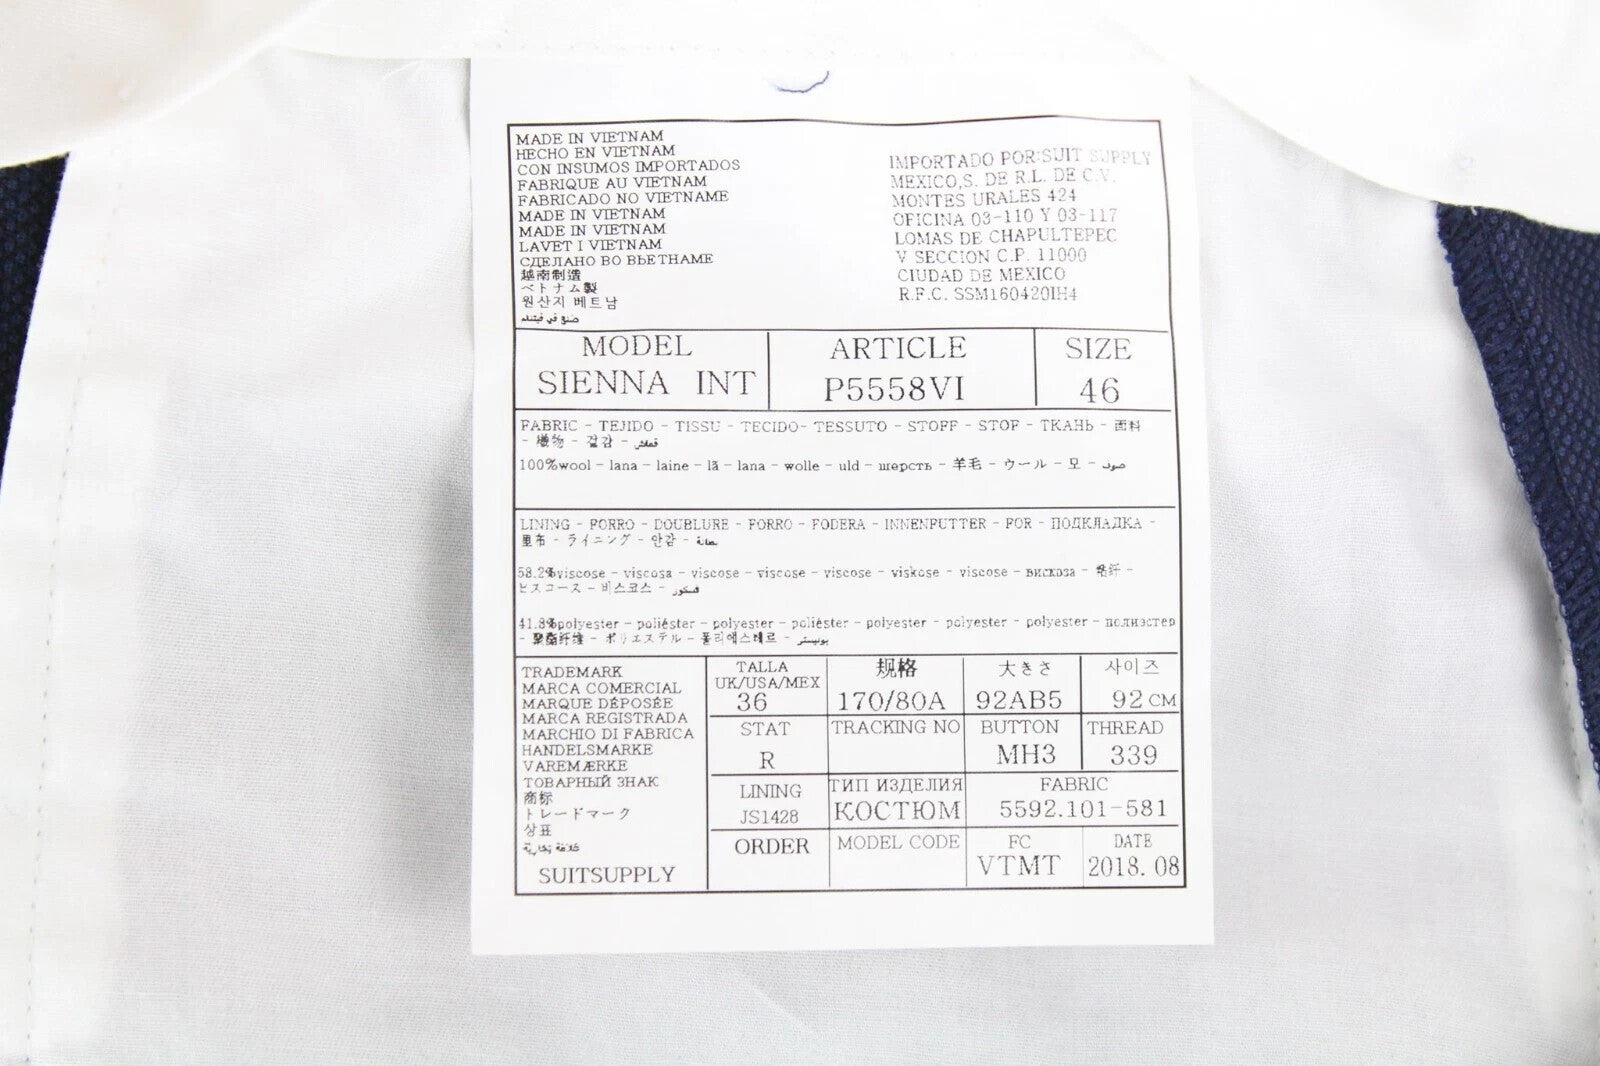 MADE IN VIETNAM
HECHO EN VIETNAM
CON INSUMOS IMPORTADOS
FABRIQUE AU VIETNAM
FABRICADO NO VIETNAME
MADE IN VIETNAM
MADE IN VIETNAM
LAVET I VIETNAM
СДЕЛАНО ВО ВЬЕТНАМЕ
越南制造
ベトナム製
원산지 베트남
صنع في فيتنام
IMPORTADO POR:SUIT SUPPLY
MEXICO,S. DE R.L. DE C.V.
MONTES URALES 424
OFICINA 03-110 Y 03-117
LOMAS DE CHAPULTEPEC
V SECCION C.P. 11000
CIUDAD DE MEXICO
R.F.C. SSM160420IH4
MODEL
SIENNA INT
ARTICLE
P5558VI
SIZE
46
FABRIC - TEJIDO - TISSU - TECIDO- TESSUTO - STOFF - STOF - ТКАНЬ - 面料
- 織物 - 겉감 - قماش
100%wool - lana - laine - lã - lana - wolle - uld - шерсть - 羊毛 - ウール - 모 - صوف
LINING - FORRO - DOUBLURE - FORRO - FODERA - INNENFUTTER - FOR - ПОДКЛАДКА -
里布 - ライニング - 안감 - بطانة
58.2%viscose - viscosa - viscose - viscose - viscose - viskose - viscose - вискоза - 粘纤 -
ビスコース - 비스코스 -
41.8%polyester - poliéster - polyester - poliéster - polyester - polyester - polyester - полиэстер
- 聚酯纤维 - ポリエステル - 폴리에스테르 -
TRADEMARK
MARCA COMERCIAL
MARQUE DÉPOSÉE
MARCA REGISTRADA
MARCHIO DI FABRICA
HANDELSMARKE
VAREMÆRKE
ТОВАРНЫЙ ЗНАК
商标
トレードマーク
상표
علامة تجارية
SUITSUPPLY
TALLA
UK/USA/MEX
36
规格
170/80A
大きさ
92AB5
사이즈
92 CM
STAT
R
TRACKING NO
BUTTON
MH3
THREAD
339
LINING
JS1428
ТИП ИЗДЕЛИЯ
КОСТЮМ
FABRIC
5592.101-581
ORDER
MODEL CODE
FC
VTMT
DATE
2018. 08